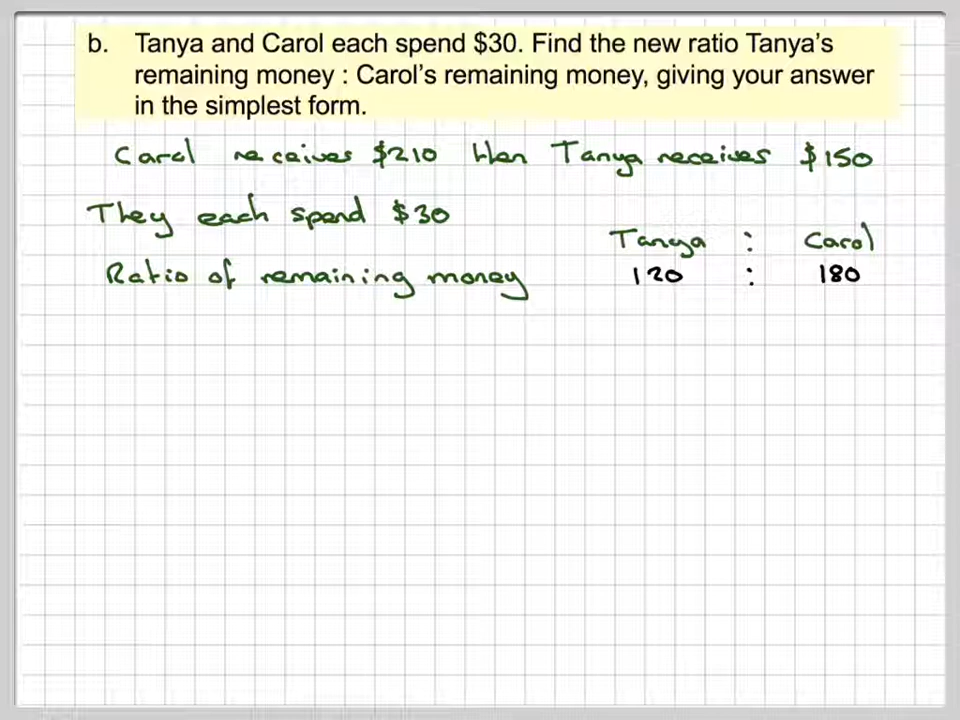 b. Tanya and Carol each spend $30. Find the new ratio Tanya's
remaining money : Carol's remaining money, giving your answer
in the simplest form.
Carol receives $210 then Tanya receives $150
They each spend $30
Tanya : Carol
Ratio of remaining money 120 : 180